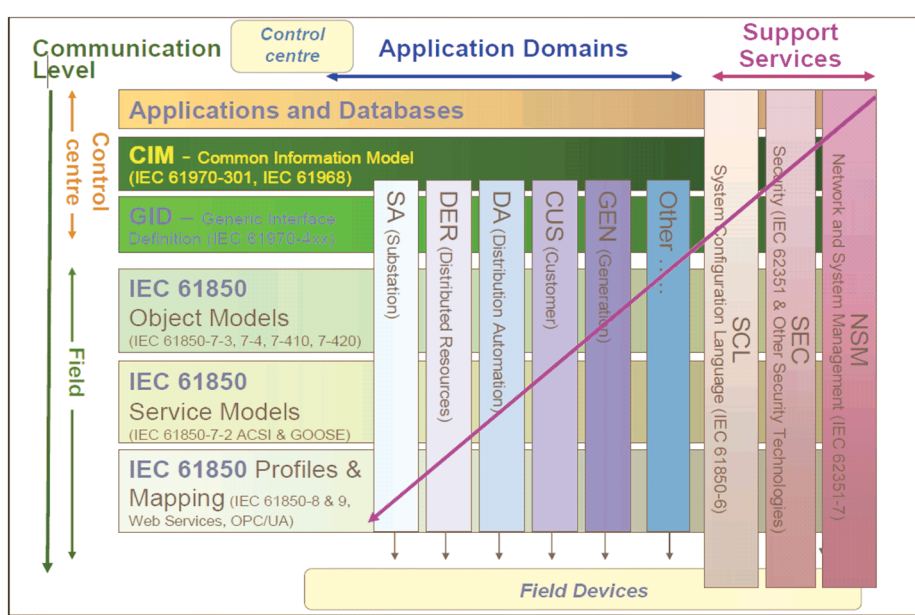 Communication
Level
Control
centre
Application Domains
Support
Services
Control
centre
Field
Applications and Databases
CIM – Common Information Model
(IEC 61970-301, IEC 61968)
GID – Generic Interface
Definition (IEC 61970-4xx)
IEC 61850
Object Models
(IEC 61850-7-3, 7-4, 7-410, 7-420)
IEC 61850
Service Models
(IEC 61850-7-2 ACSI & GOOSE)
IEC 61850 Profiles &
Mapping (IEC 61850-8 & 9,
Web Services, OPC/UA)
SA (Substation)
DER (Distributed Resources)
DA (Distribution Automation)
CUS (Customer)
GEN (Generation)
Other .....
SCL
System Configuration Language (IEC 61850-6)
SEC
Security (IEC 62351 & Other Security Technologies)
NSM
Network and System Management (IEC 62351-7)
Field Devices